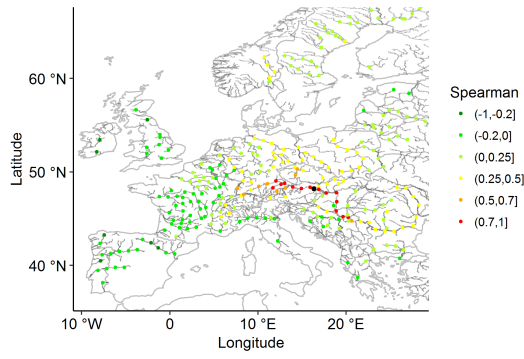 Latitude
60 °N
50 °N
40 °N
10 °W
0
10 °E
20 °E
Longitude
Spearman
(-1,-0.2]
(-0.2,0]
(0,0.25]
(0.25,0.5]
(0.5,0.7]
(0.7,1]